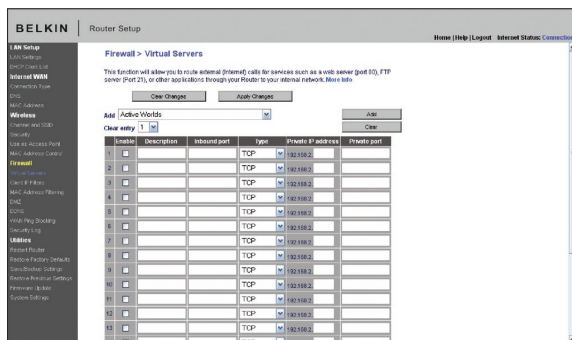 BELKIN
Router Setup
Home | Help | Logout Internet Status: Connection
LAN Setup
LAN Settings
DHCP Client List
Internet WAN
Connection Type
DNS
MAC Address
Wireless
Channel and SSID
Security
Use as Access Point
MAC Address Control
Firewall
Virtual Servers
Client IP Filters
MAC Address Filtering
DMZ
DDNS
WAN Ping Blocking
Security Log
Utilities
Restart Router
Restore Factory Defaults
Save/Backup Settings
Restore Previous Settings
Firmware Update
System Settings
Firewall > Virtual Servers
This function will allow you to route external (Internet) calls for services such as a web server (port 80), FTP
server (Port 21), or other applications through your Router to your internal network. More Info
Clear Changes Apply Changes
Add Active Worlds Add
Clear entry 1 Clear
Enable Description Inbound port Type Private IP address Private port
1 TCP 192.168.2.
2 TCP 192.168.2.
3 TCP 192.168.2.
4 TCP 192.168.2.
5 TCP 192.168.2.
6 TCP 192.168.2.
7 TCP 192.168.2.
8 TCP 192.168.2.
9 TCP 192.168.2.
10 TCP 192.168.2.
11 TCP 192.168.2.
12 TCP 192.168.2.
13 TCP 192.168.2.